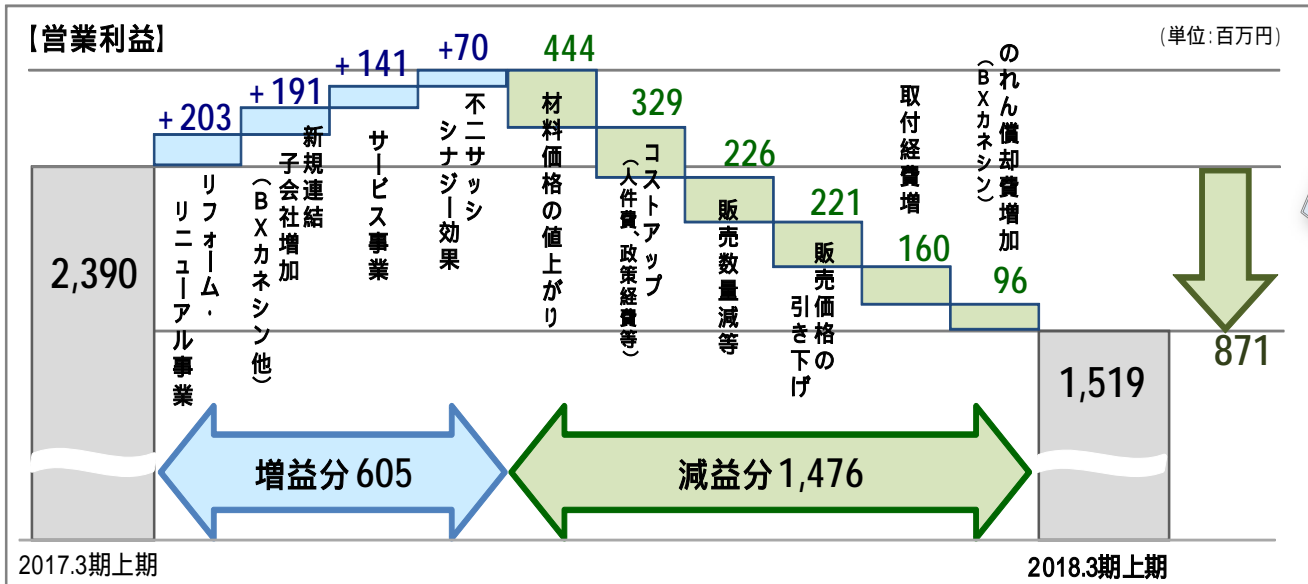 【営業利益】
(単位:百万円)
+203
+191
+141
+70
444
329
226
221
160
96
リフォーム・
リニューアル事業
新規連結
子会社増加
(BXカネシン他)
サービス事業
不二サッシ
シナジー効果
材料価格の値上がり
コストアップ
(人件費、政策経費等)
販売数量減等
販売価格の
引き下げ
取付経費増
のれん償却費増加
(BXカネシン)
2,390
1,519
871
増益分 605
減益分 1,476
2017.3期上期
2018.3期上期